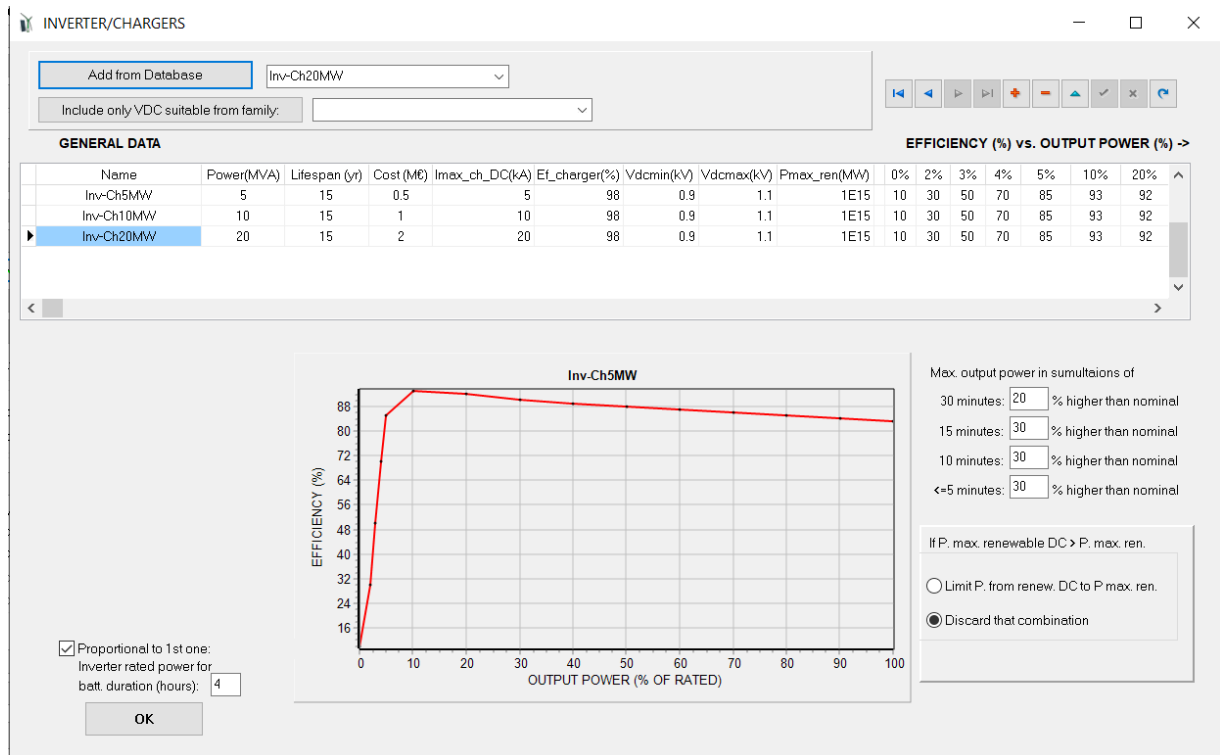 INVERTER/CHARGERS
Add from Database
Inv-Ch20MW
Include only VDC suitable from family:
GENERAL DATA
EFFICIENCY (%) vs. OUTPUT POWER (%) ->
Name Power(MVA) Lifespan (yr) Cost (M€) Imax_ch_DC(kA) Ef_charger(%) Vdcmin(kV) Vdcmax(kV) Pmax_ren(MW) 0% 2% 3% 4% 5% 10% 20%
Inv-Ch5MW 5 15 0.5 5 98 0.9 1.1 1E15 10 30 50 70 85 93 92
Inv-Ch10MW 10 15 1 10 98 0.9 1.1 1E15 10 30 50 70 85 93 92
Inv-Ch20MW 20 15 2 20 98 0.9 1.1 1E15 10 30 50 70 85 93 92
Inv-Ch5MW
EFFICIENCY (%)
88
80
72
64
56
48
40
32
24
16
0 10 20 30 40 50 60 70 80 90 100
OUTPUT POWER (% OF RATED)
Max. output power in sumultaions of
30 minutes: 20 % higher than nominal
15 minutes: 30 % higher than nominal
10 minutes: 30 % higher than nominal
<=5 minutes: 30 % higher than nominal
If P. max. renewable DC > P. max. ren.
Limit P. from renew. DC to P max. ren.
Discard that combination
Proportional to 1st one:
Inverter rated power for
batt. duration (hours): 4
OK